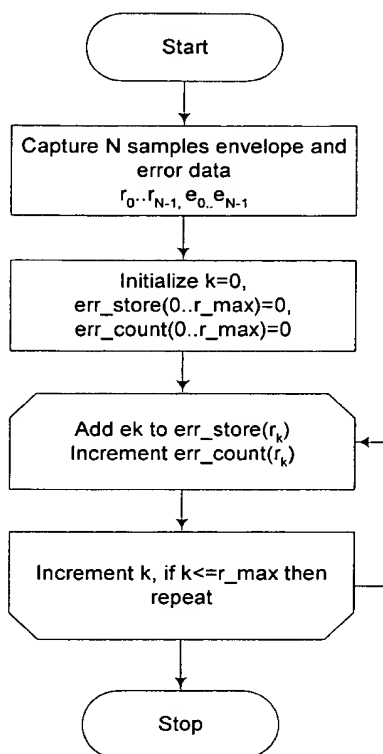 Start
Capture N samples envelope and
error data
r0..rN-1, e0..eN-1
Initialize k=0,
err_store(0..r_max)=0,
err_count(0..r_max)=0
Add ek to err_store(rk)
Increment err_count(rk)
Increment k, if k<=r_max then
repeat
Stop